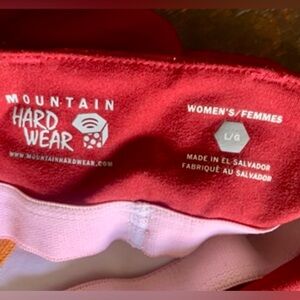 MOUNTAIN
HARD
WEAR
WWW.MOUNTAINHARDWEAR.COM
WOMEN'S/FEMMES
L/G
MADE IN EL SALVADOR
FABRIQUÉ AU SALVADOR